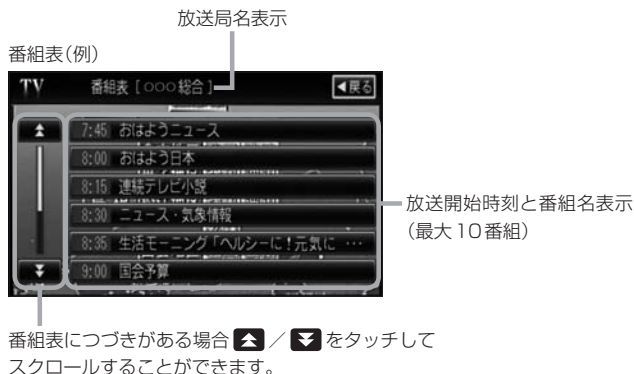 放送局名表示
番組表(例)
TV 番組表 [ ○○○総合 ] ◀戻る
7:45 おはようニュース
8:00 おはよう日本
8:15 連続テレビ小説
8:30 ニュース・気象情報
8:35 生活モーニング「ヘルシーに!元気に …
9:00 国会予算
放送開始時刻と番組名表示
(最大10番組)
番組表につづきがある場合 / をタッチして
スクロールすることができます。